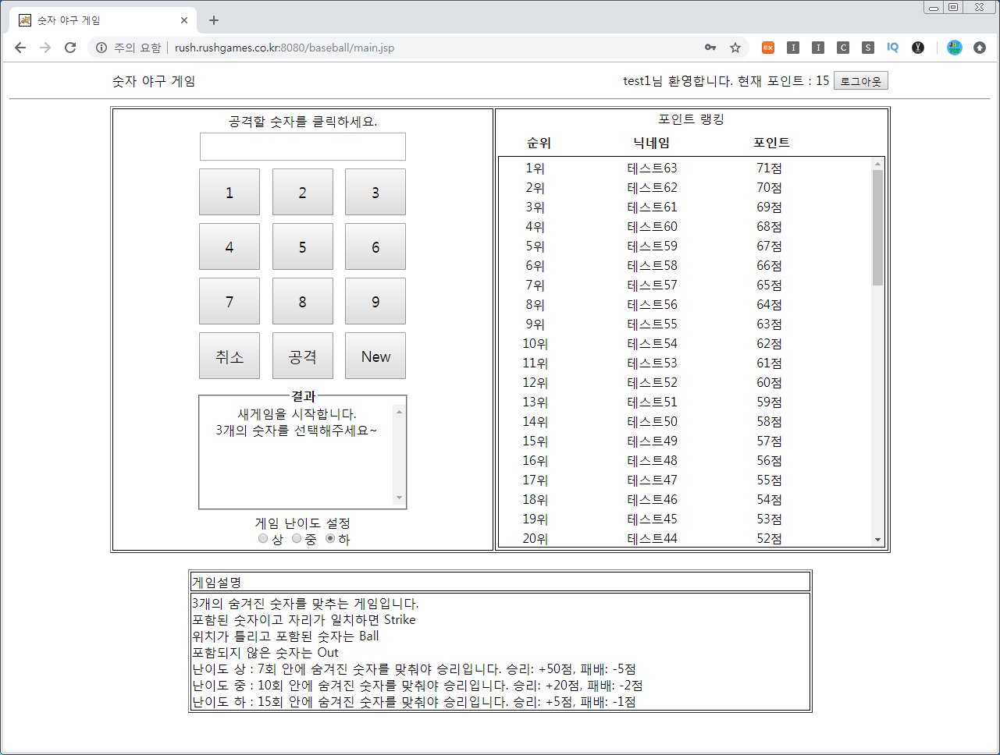 숫자 야구 게임
주의 요함 rush.rushgames.co.kr:8080/baseball/main.jsp
EX I I C S IQ
숫자 야구 게임 test1님 환영합니다. 현재 포인트 : 15 로그아웃
공격할 숫자를 클릭하세요.
1 2 3
4 5 6
7 8 9
취소 공격 New
결과
새게임을 시작합니다.
3개의 숫자를 선택해주세요~
게임 난이도 설정
상 중 하
포인트 랭킹
순위 닉네임 포인트
1위 테스트63 71점
2위 테스트62 70점
3위 테스트61 69점
4위 테스트60 68점
5위 테스트59 67점
6위 테스트58 66점
7위 테스트57 65점
8위 테스트56 64점
9위 테스트55 63점
10위 테스트54 62점
11위 테스트53 61점
12위 테스트52 60점
13위 테스트51 59점
14위 테스트50 58점
15위 테스트49 57점
16위 테스트48 56점
17위 테스트47 55점
18위 테스트46 54점
19위 테스트45 53점
20위 테스트44 52점
게임설명
3개의 숨겨진 숫자를 맞추는 게임입니다.
포함된 숫자이고 자리가 일치하면 Strike
위치가 틀리고 포함된 숫자는 Ball
포함되지 않은 숫자는 Out
난이도 상 : 7회 안에 숨겨진 숫자를 맞춰야 승리입니다. 승리: +50점, 패배: -5점
난이도 중 : 10회 안에 숨겨진 숫자를 맞춰야 승리입니다. 승리: +20점, 패배: -2점
난이도 하 : 15회 안에 숨겨진 숫자를 맞춰야 승리입니다. 승리: +5점, 패배: -1점